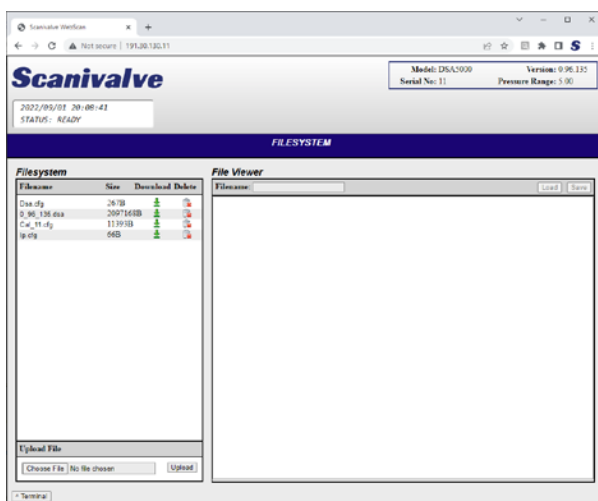 Scanivalve WebScan
Not secure | 191.30.130.11
Scanivalve
Model: DSA5000
Version: 0.96.135
Serial No: 11
Pressure Range: 5.00
2022/09/01 20:08:41
STATUS: READY
FILESYSTEM
Filesystem
File Viewer
Filename Size Download Delete
Filename:
Load Save
Dsa.cfg 267B
0_96_135.dsa 2097168B
Cal_11.cfg 11393B
Ip.cfg 66B
Upload File
Choose File No file chosen
Upload
^ Terminal